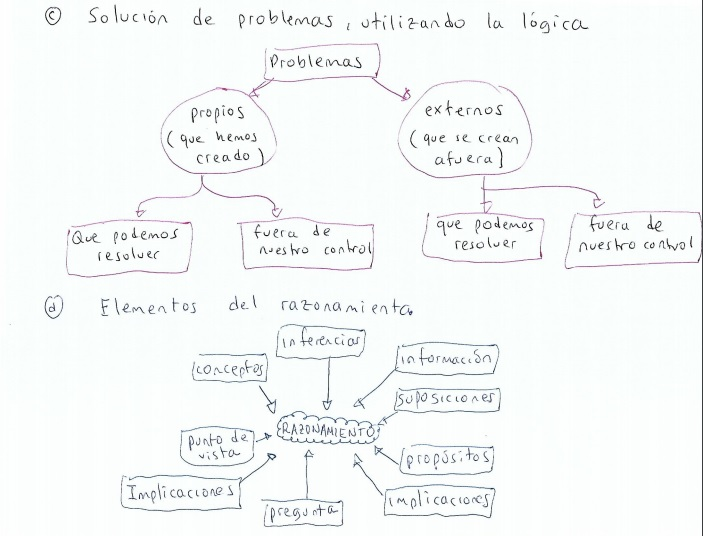 ⓒ Solución de problemas, utilizando la lógica
Problemas
propios
(que hemos
creado)
externos
(que se crean
afuera)
Que podemos
resolver
fuera de
nuestro control
que podemos
resolver
fuera de
nuestro control
ⓓ Elementos del razonamiento
inferencias
conceptos
información
suposiciones
RAZONAMIENTO
punto de
vista
propósitos
Implicaciones
implicaciones
pregunta